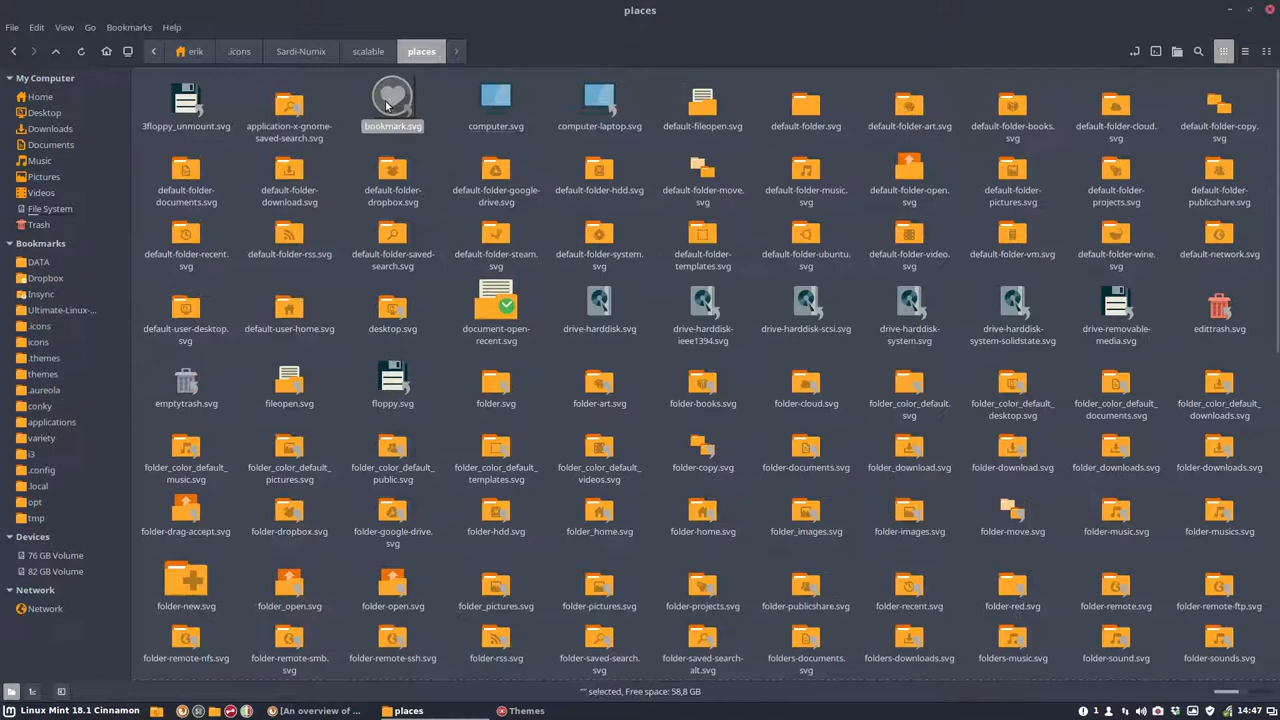 places
File Edit View Go Bookmarks Help
erik .icons Sardi-Numix scalable places
My Computer
Home
Desktop
Downloads
Documents
Music
Pictures
Videos
File System
Trash
Bookmarks
DATA
Dropbox
Insync
Ultimate-Linux-...
.icons
icons
.themes
themes
.aureola
conky
applications
variety
i3
.config
.local
opt
tmp
Devices
76 GB Volume
82 GB Volume
Network
Network
3floppy_unmount.svg
application-x-gnome-
saved-search.svg
bookmark.svg
computer.svg
computer-laptop.svg
default-fileopen.svg
default-folder.svg
default-folder-art.svg
default-folder-books.
svg
default-folder-cloud.
svg
default-folder-copy.
svg
default-folder-
documents.svg
default-folder-
download.svg
default-folder-
dropbox.svg
default-folder-google-
drive.svg
default-folder-hdd.svg
default-folder-move.
svg
default-folder-music.
svg
default-folder-open.
svg
default-folder-
pictures.svg
default-folder-
projects.svg
default-folder-
publicshare.svg
default-folder-recent.
svg
default-folder-rss.svg
default-folder-saved-
search.svg
default-folder-steam.
svg
default-folder-system.
svg
default-folder-
templates.svg
default-folder-ubuntu.
svg
default-folder-video.
svg
default-folder-vm.svg
default-folder-wine.
svg
default-network.svg
default-user-desktop.
svg
default-user-home.svg
desktop.svg
document-open-
recent.svg
drive-harddisk.svg
drive-harddisk-
ieee1394.svg
drive-harddisk-scsi.svg
drive-harddisk-
system.svg
drive-harddisk-
system-solidstate.svg
drive-removable-
media.svg
edittrash.svg
emptytrash.svg
fileopen.svg
floppy.svg
folder.svg
folder-art.svg
folder-books.svg
folder-cloud.svg
folder_color_default.
svg
folder_color_default_
desktop.svg
folder_color_default_
documents.svg
folder_color_default_
downloads.svg
folder_color_default_
music.svg
folder_color_default_
pictures.svg
folder_color_default_
public.svg
folder_color_default_
templates.svg
folder_color_default_
videos.svg
folder-copy.svg
folder-documents.svg
folder_download.svg
folder-download.svg
folder_downloads.svg
folder-downloads.svg
folder-drag-accept.svg
folder-dropbox.svg
folder-google-drive.
svg
folder-hdd.svg
folder_home.svg
folder-home.svg
folder_images.svg
folder-images.svg
folder-move.svg
folder-music.svg
folder-musics.svg
folder-new.svg
folder_open.svg
folder-open.svg
folder_pictures.svg
folder-pictures.svg
folder-projects.svg
folder-publicshare.svg
folder-recent.svg
folder-red.svg
folder-remote.svg
folder-remote-ftp.svg
folder-remote-nfs.svg
folder-remote-smb.
svg
folder-remote-ssh.svg
folder-rss.svg
folder-saved-search.
svg
folder-saved-search-
alt.svg
folders-documents.
svg
folders-downloads.svg
folders-music.svg
folder-sound.svg
folder-sounds.svg
"" selected, Free space: 58,8 GB
Linux Mint 18.1 Cinnamon
[An overview of ...
places
Themes
1
14:47